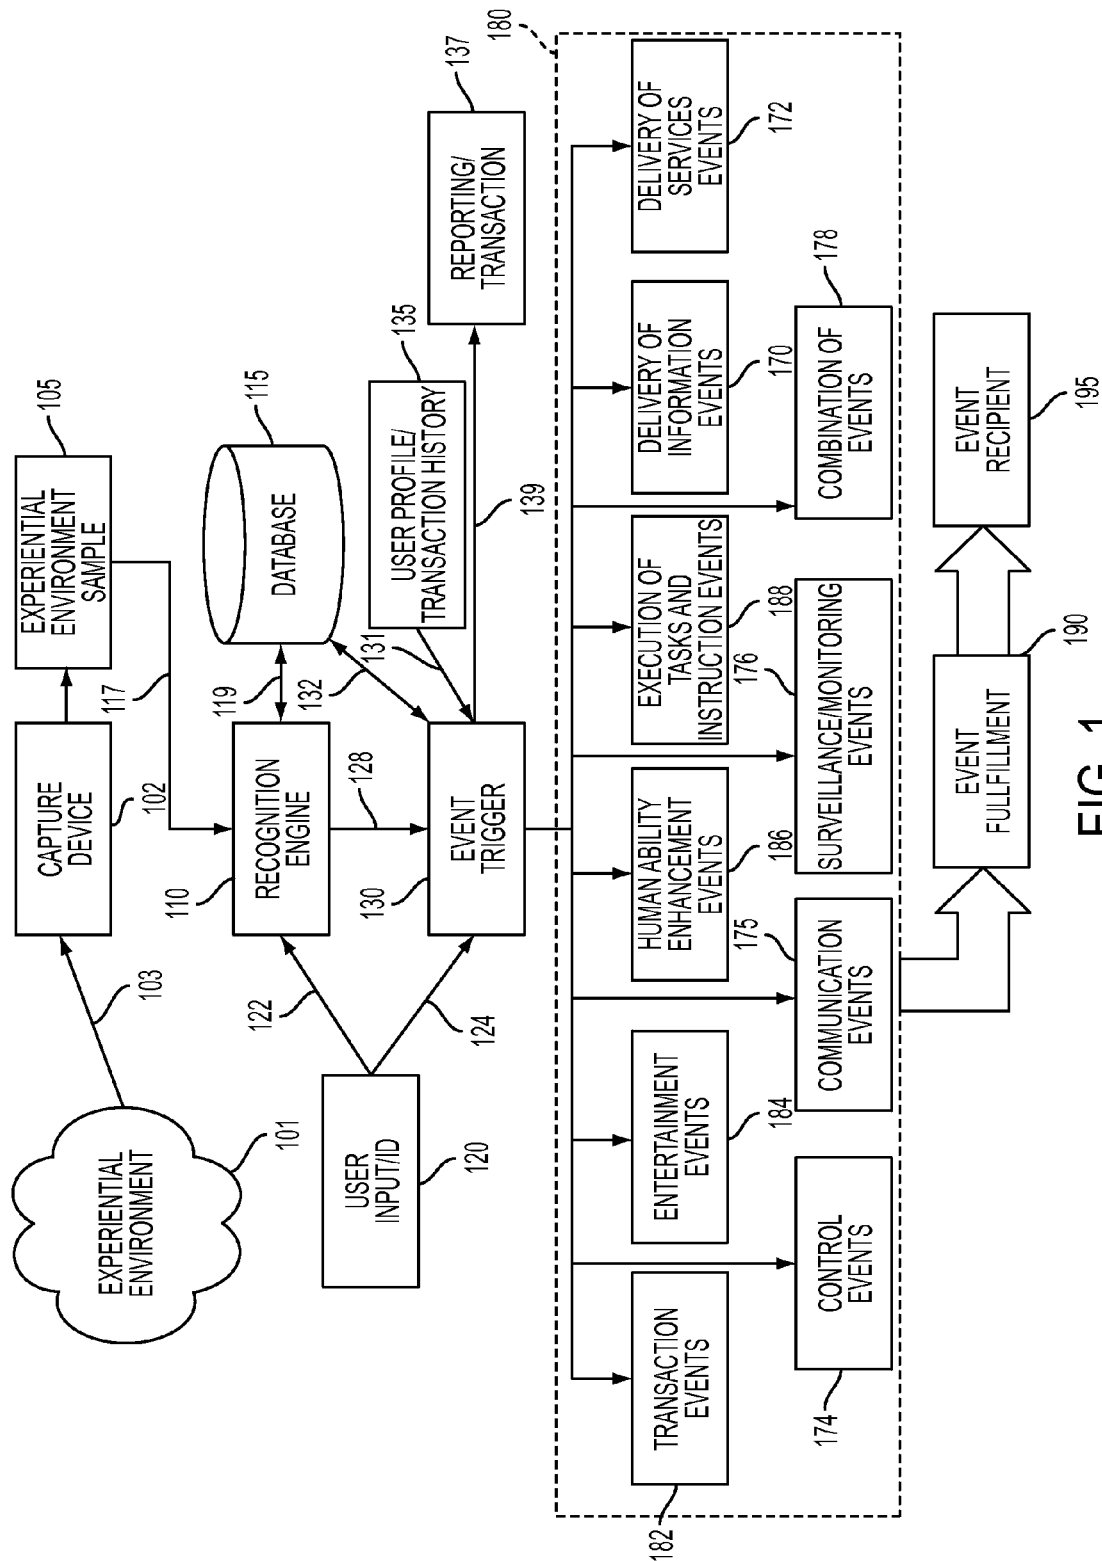 EXPERIENTIAL
ENVIRONMENT
101
103
CAPTURE
DEVICE
102
EXPERIENTIAL
ENVIRONMENT
SAMPLE
105
117
110
RECOGNITION
ENGINE
119
DATABASE
115
USER
INPUT/ID
120
122
124
128
132
131
130
EVENT
TRIGGER
USER PROFILE/
TRANSACTION HISTORY
135
139
REPORTING/
TRANSACTION
137
180
TRANSACTION
EVENTS
182
ENTERTAINMENT
EVENTS
184
HUMAN ABILITY
ENHANCEMENT
EVENTS
186
EXECUTION OF
TASKS AND
INSTRUCTION EVENTS
188
DELIVERY OF
INFORMATION
EVENTS
170
DELIVERY OF
SERVICES
EVENTS
172
CONTROL
EVENTS
174
175
COMMUNICATION
EVENTS
176
SURVEILLANCE/MONITORING
EVENTS
COMBINATION OF
EVENTS
178
EVENT
FULLFILLMENT
190
EVENT
RECIPIENT
195
FIG. 1